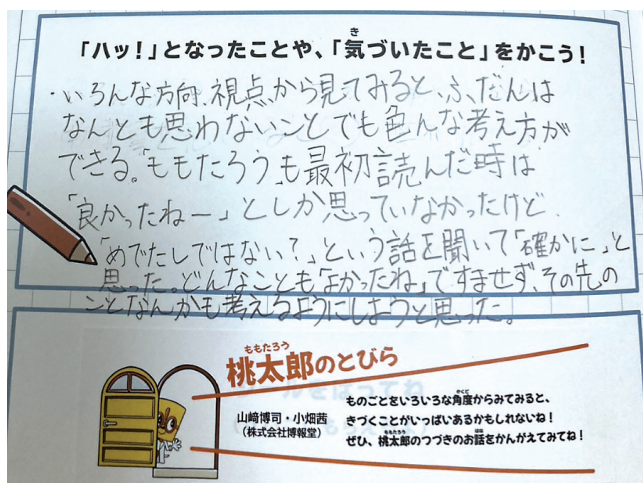 「ハッ!」となったことや、「気づいたこと」をかこう!
・いろんな方向、視点から見てみると、ふだんは
なんとも思わないことでも色んな考え方が
できる。「ももたろう」も最初読んだ時は
「良かったねー」としか思っていなかったけど、
「めでたしではない?」という話を聞いて「確かに」と
思った。どんなことも「よかったね」ですませず、その先の
ことなんかも考えるようにしようと思った。
桃太郎のとびら
山﨑博司・小畑茜
(株式会社博報堂)
ものごとをいろいろな角度からみてみると、
きづくことがいっぱいあるかもしれないね!
ぜひ、桃太郎のつづきのお話をかんがえてみてね!